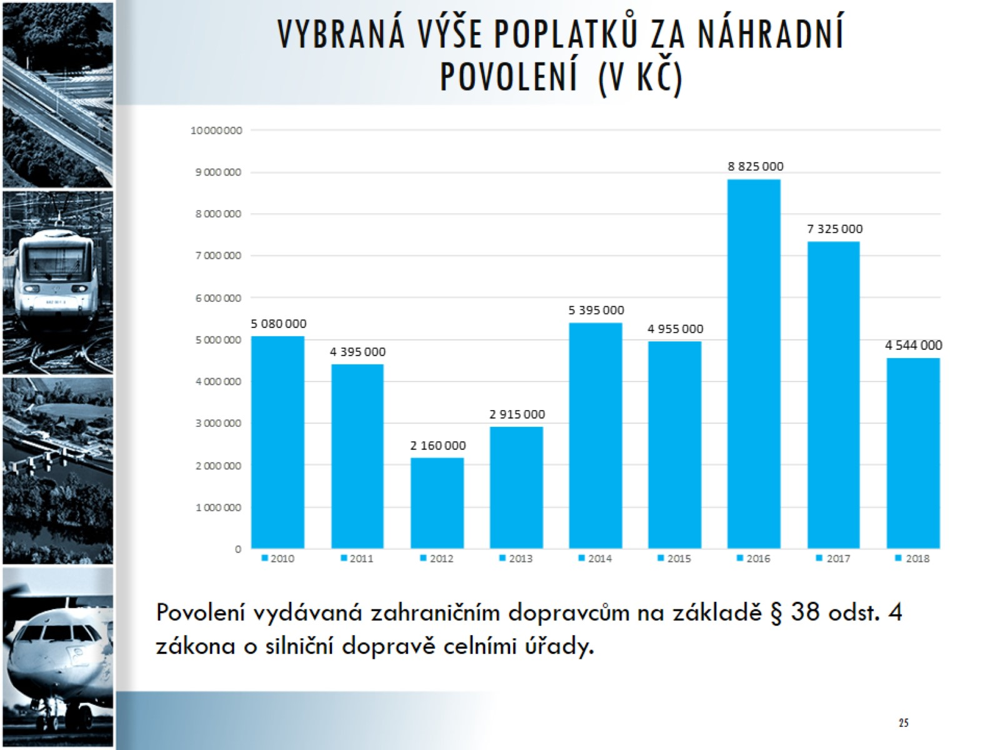 VYBRANÁ VÝŠE POPLATKŮ ZA NÁHRADNÍ
POVOLENÍ (V KČ)
10 000 000
9 000 000
8 000 000
7 000 000
6 000 000
5 000 000
4 000 000
3 000 000
2 000 000
1 000 000
0
5 080 000
4 395 000
2 160 000
2 915 000
5 395 000
4 955 000
8 825 000
7 325 000
4 544 000
2010 2011 2012 2013 2014 2015 2016 2017 2018
Povolení vydávaná zahraničním dopravcům na základě § 38 odst. 4
zákona o silniční dopravě celními úřady.
25